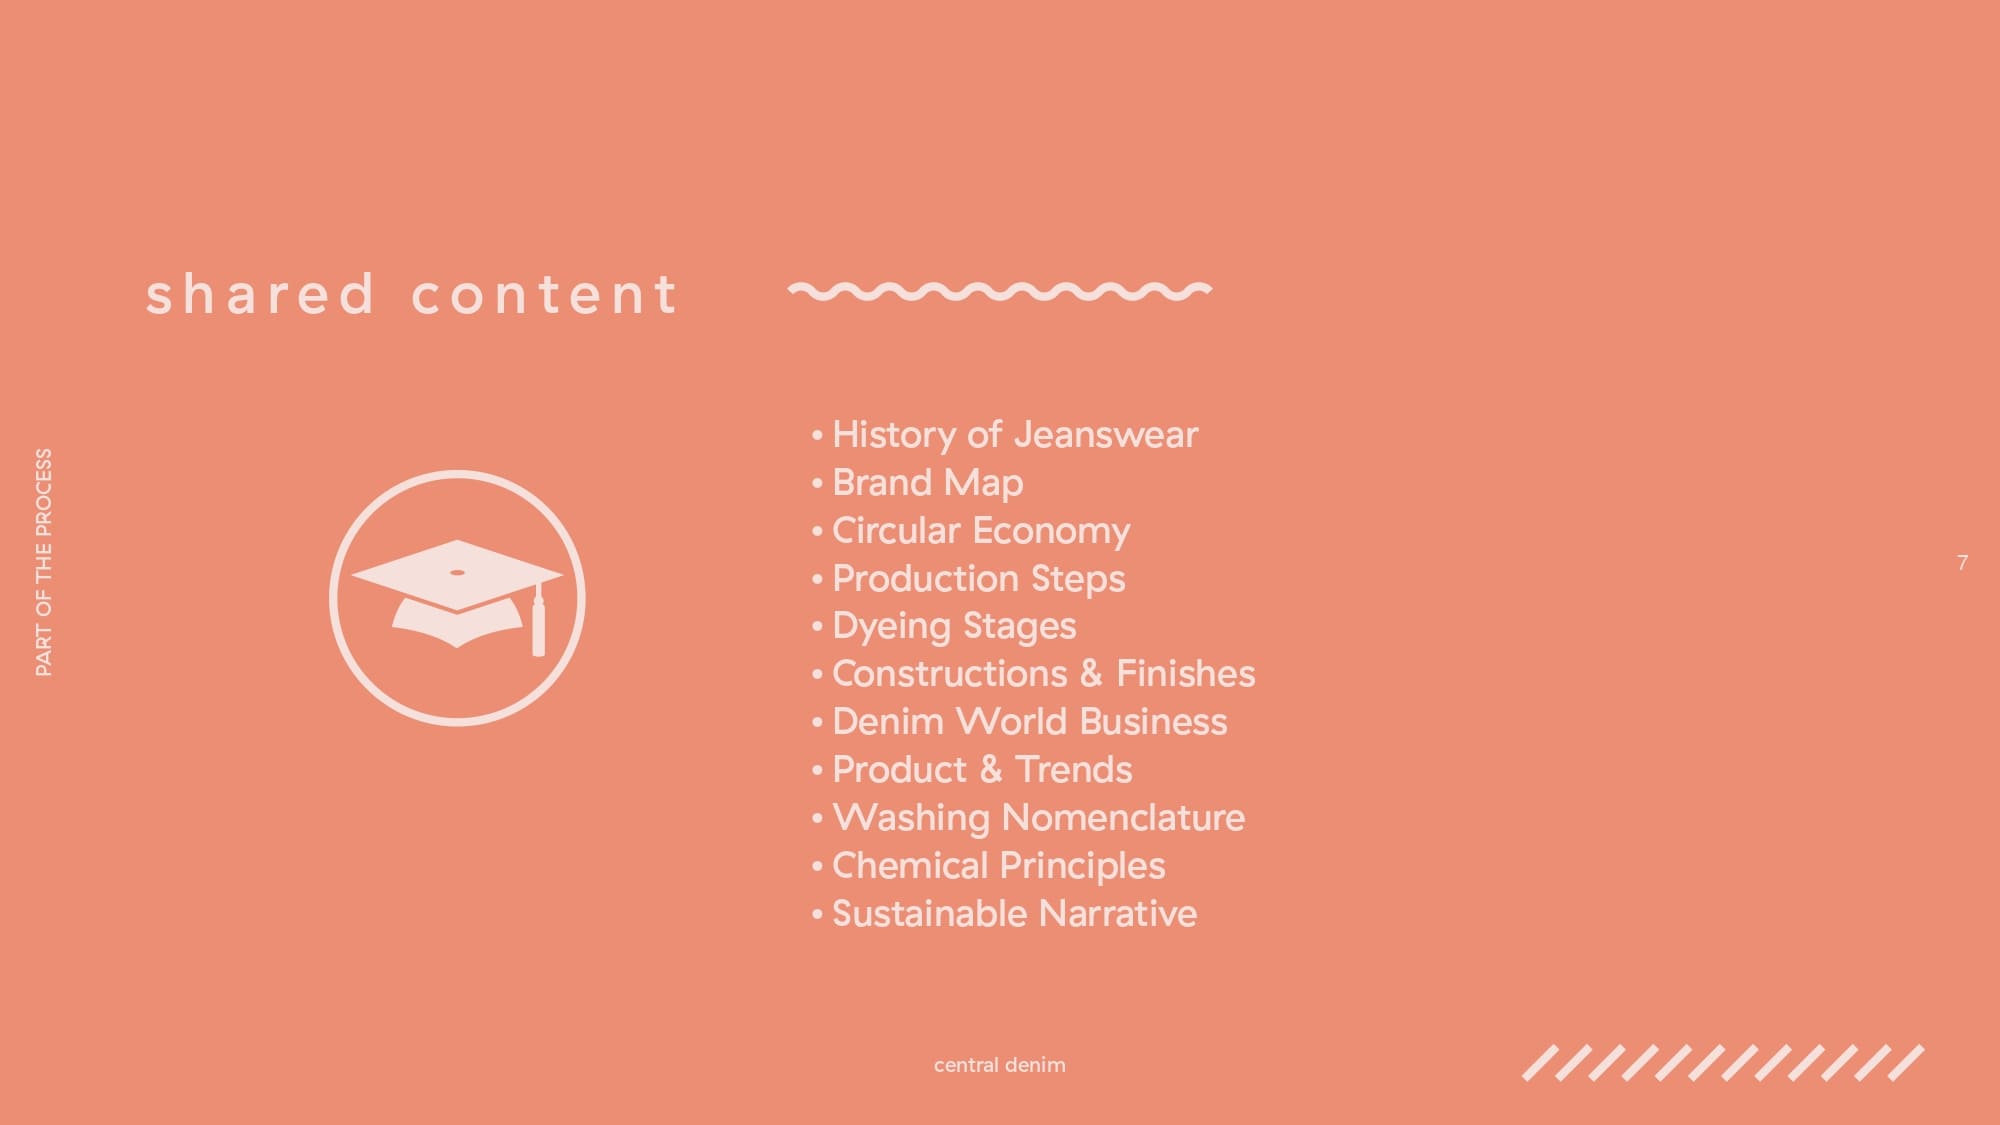 shared content
PART OF THE PROCESS
• History of Jeanswear
• Brand Map
• Circular Economy
• Production Steps
• Dyeing Stages
• Constructions & Finishes
• Denim World Business
• Product & Trends
• Washing Nomenclature
• Chemical Principles
• Sustainable Narrative
7
central denim